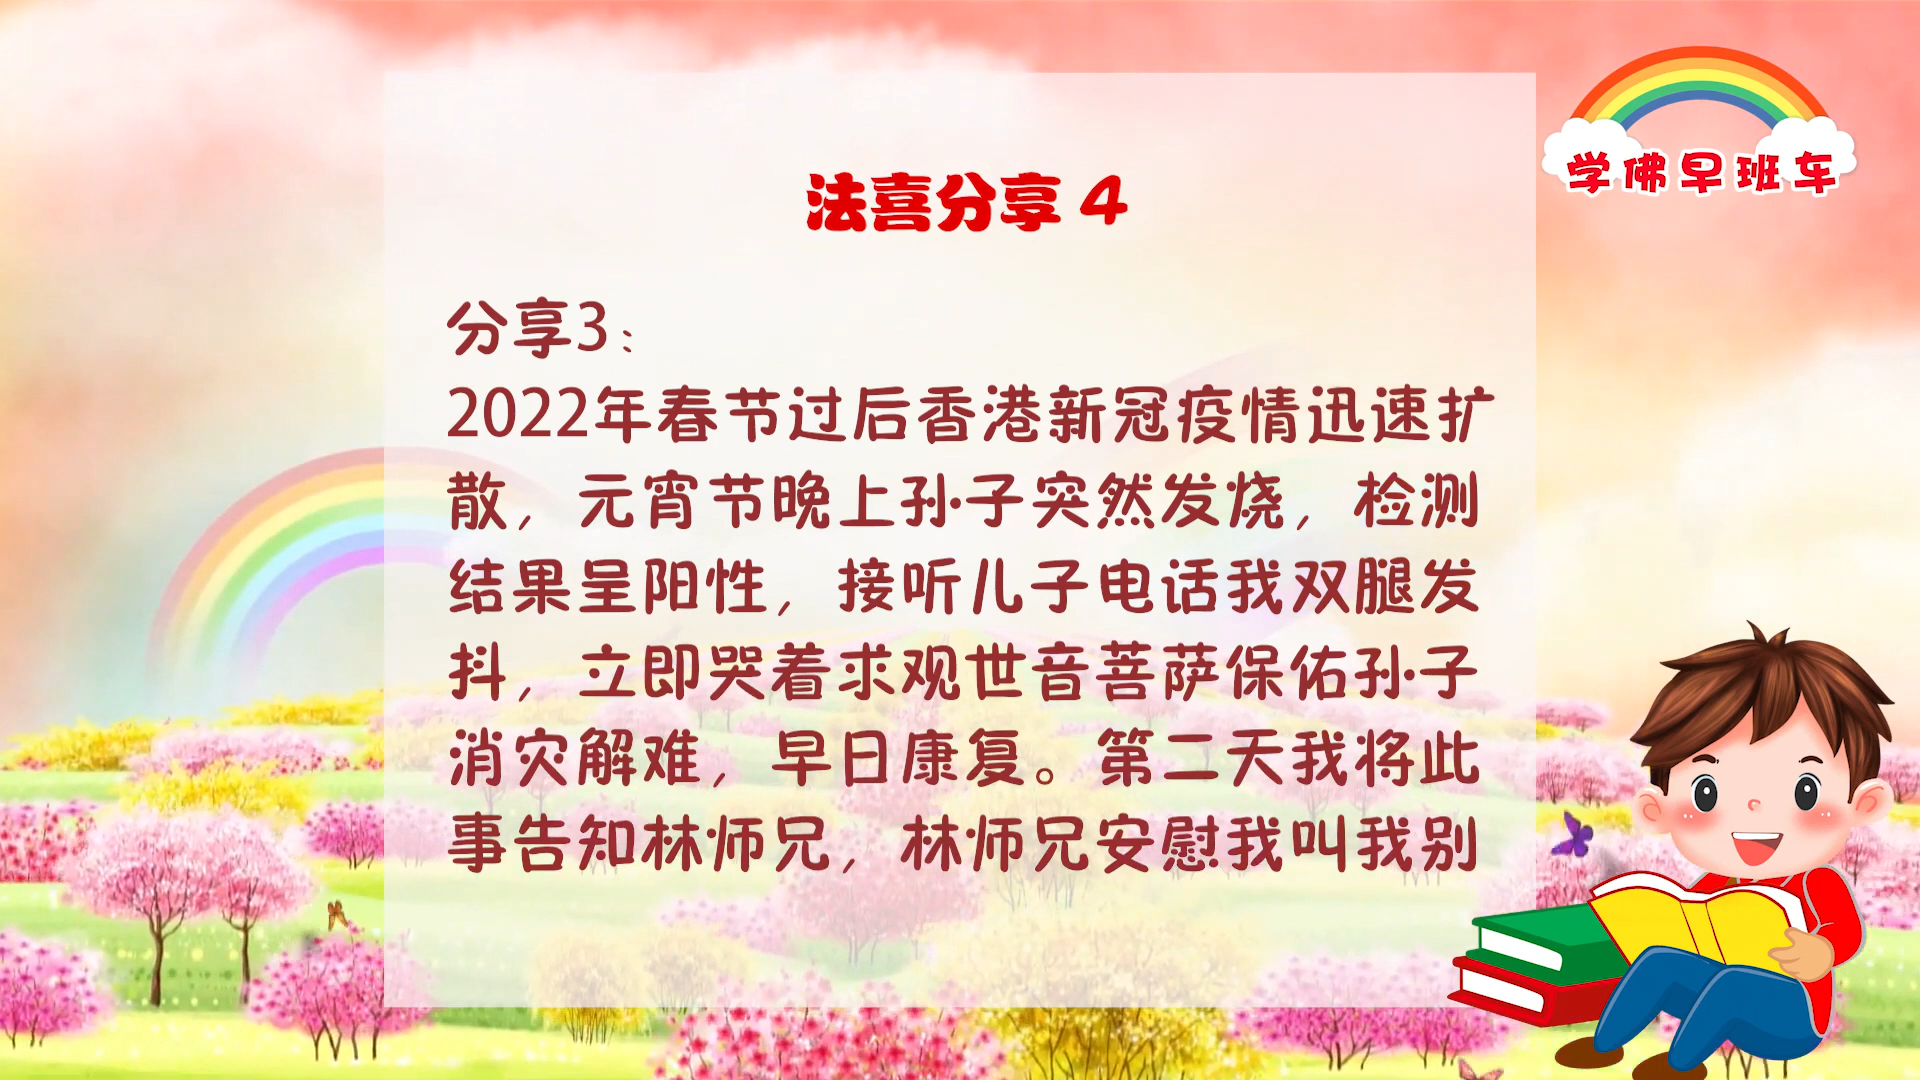 学佛早班车
法喜分享 4
分享3：
2022年春节过后香港新冠疫情迅速扩
散，元宵节晚上孙子突然发烧，检测
结果呈阳性，接听儿子电话我双腿发
抖，立即哭着求观世音菩萨保佑孙子
消灾解难，早日康复。第二天我将此
事告知林师兄，林师兄安慰我叫我别